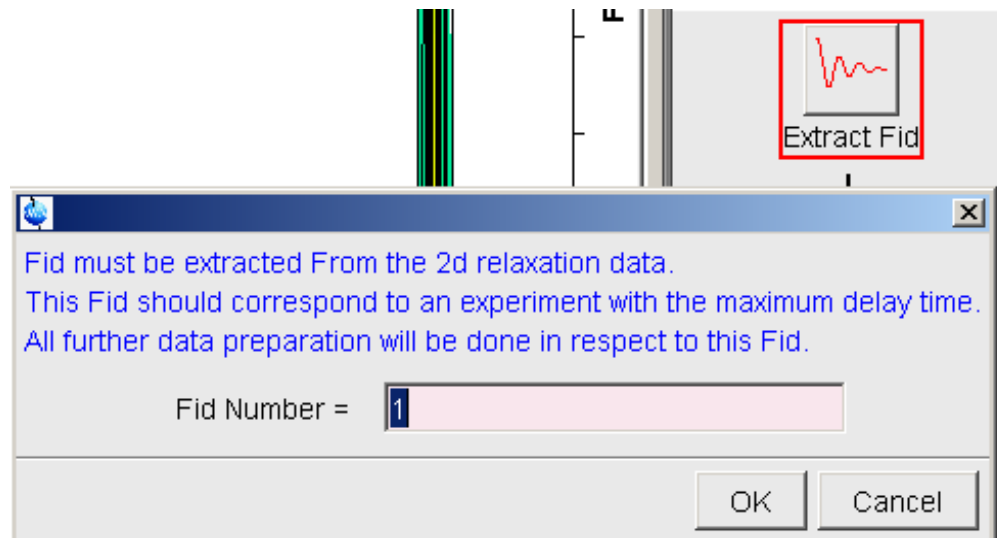 F
Extract Fid
Fid must be extracted From the 2d relaxation data.
This Fid should correspond to an experiment with the maximum delay time.
All further data preparation will be done in respect to this Fid.
Fid Number = 1
OK Cancel